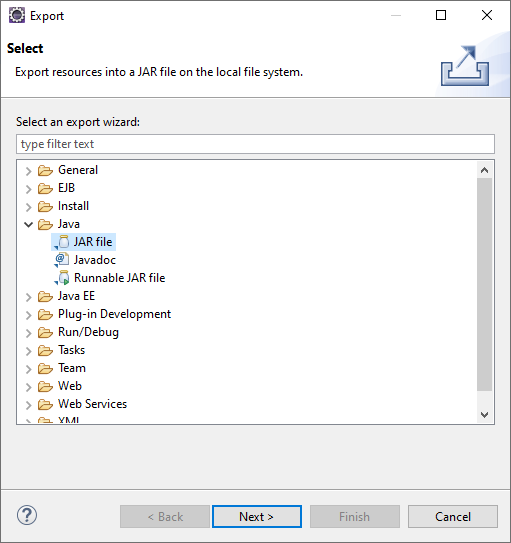 Export
Select
Export resources into a JAR file on the local file system.
Select an export wizard:
type filter text
General
EJB
Install
Java
JAR file
Javadoc
Runnable JAR file
Java EE
Plug-in Development
Run/Debug
Tasks
Team
Web
Web Services
XML
< Back
Next >
Finish
Cancel